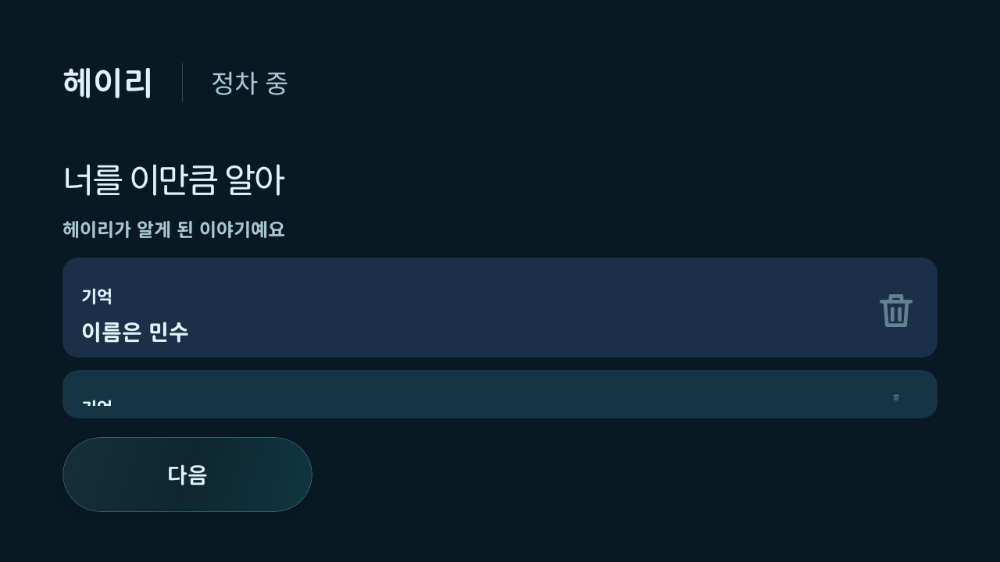 헤이리
정차 중
너를 이만큼 알아
헤이리가 알게 된 이야기예요
기억
이름은 민수
다음